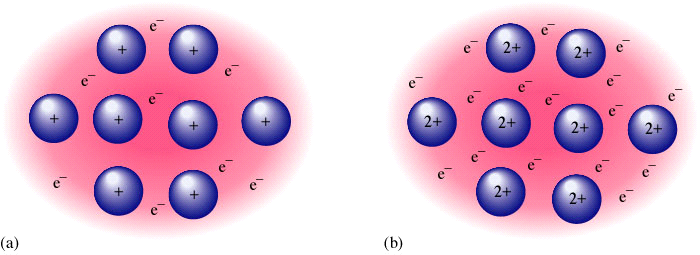 e⁻
+ +
e⁻
e⁻
e⁻
+ + + +
e⁻
e⁻ e⁻
+ +
e⁻
(a)
e⁻
e⁻ 2+ 2+ e⁻
e⁻ e⁻
e⁻
e⁻ e⁻ e⁻
e⁻
2+ 2+ 2+ 2+
e⁻
e⁻ e⁻
e⁻ e⁻
2+ 2+ e⁻
(b)